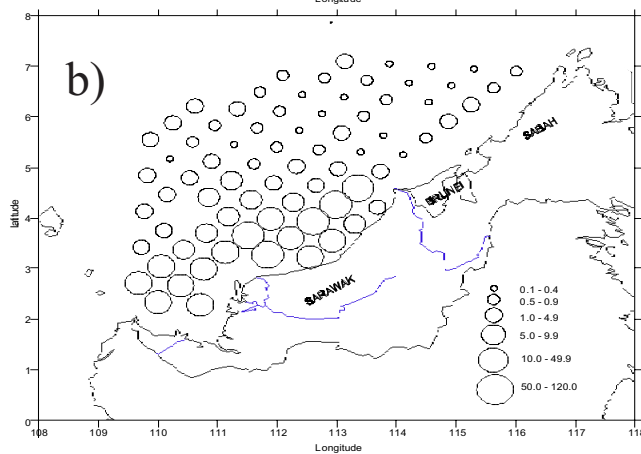 Longitude
8
7
6
5
4
3
2
1
0
latitude
b)
SABAH
BRUNEI
SARAWAK
0.1 - 0.4
0.5 - 0.9
1.0 - 4.9
5.0 - 9.9
10.0 - 49.9
50.0 - 120.0
108 109 110 111 112 113 114 115 116 117 118
Longitude